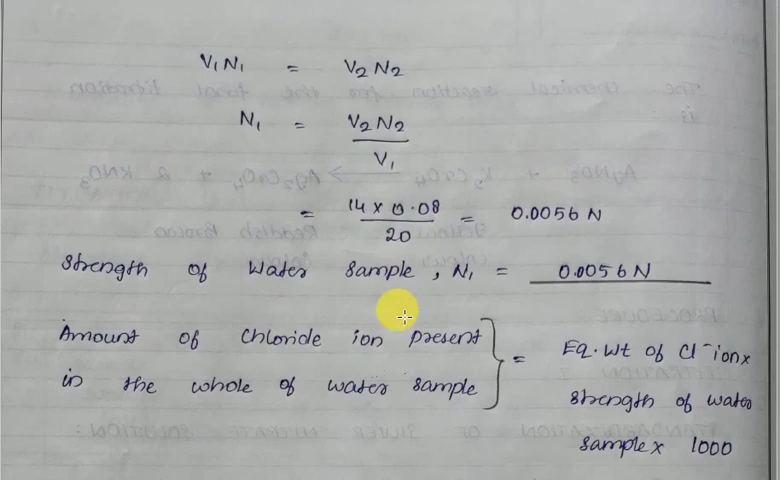 V₁N₁ = V₂N₂
N₁ = V₂N₂ / V₁
= 14 x 0.08 / 20 = 0.0056 N
Strength of Water sample, N₁ = 0.0056 N
Amount of chloride ion present
in the whole of water sample
= Eq. Wt of Cl⁻ ion x
strength of water
sample x 1000